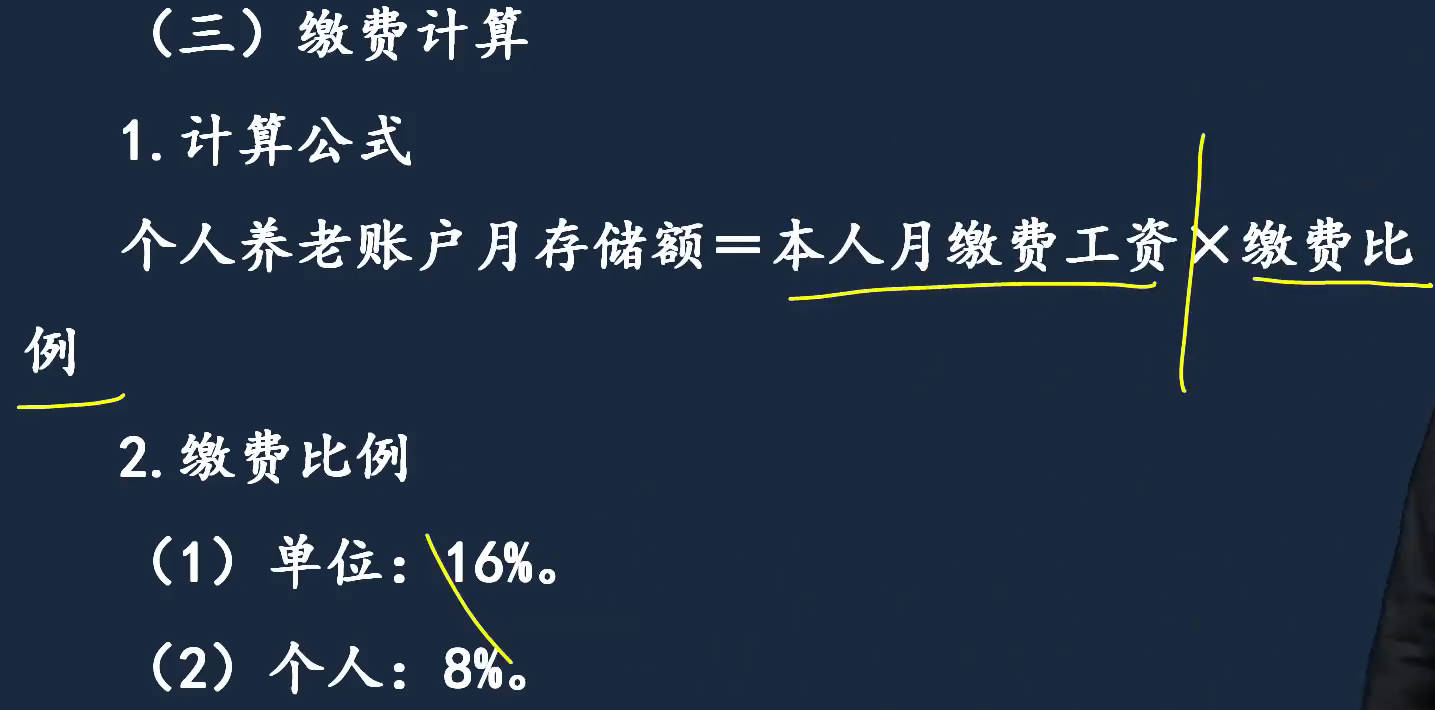 （三）缴费计算
1.计算公式
个人养老账户月存储额＝本人月缴费工资×缴费比
例
2.缴费比例
（1）单位：16%。
（2）个人：8%。